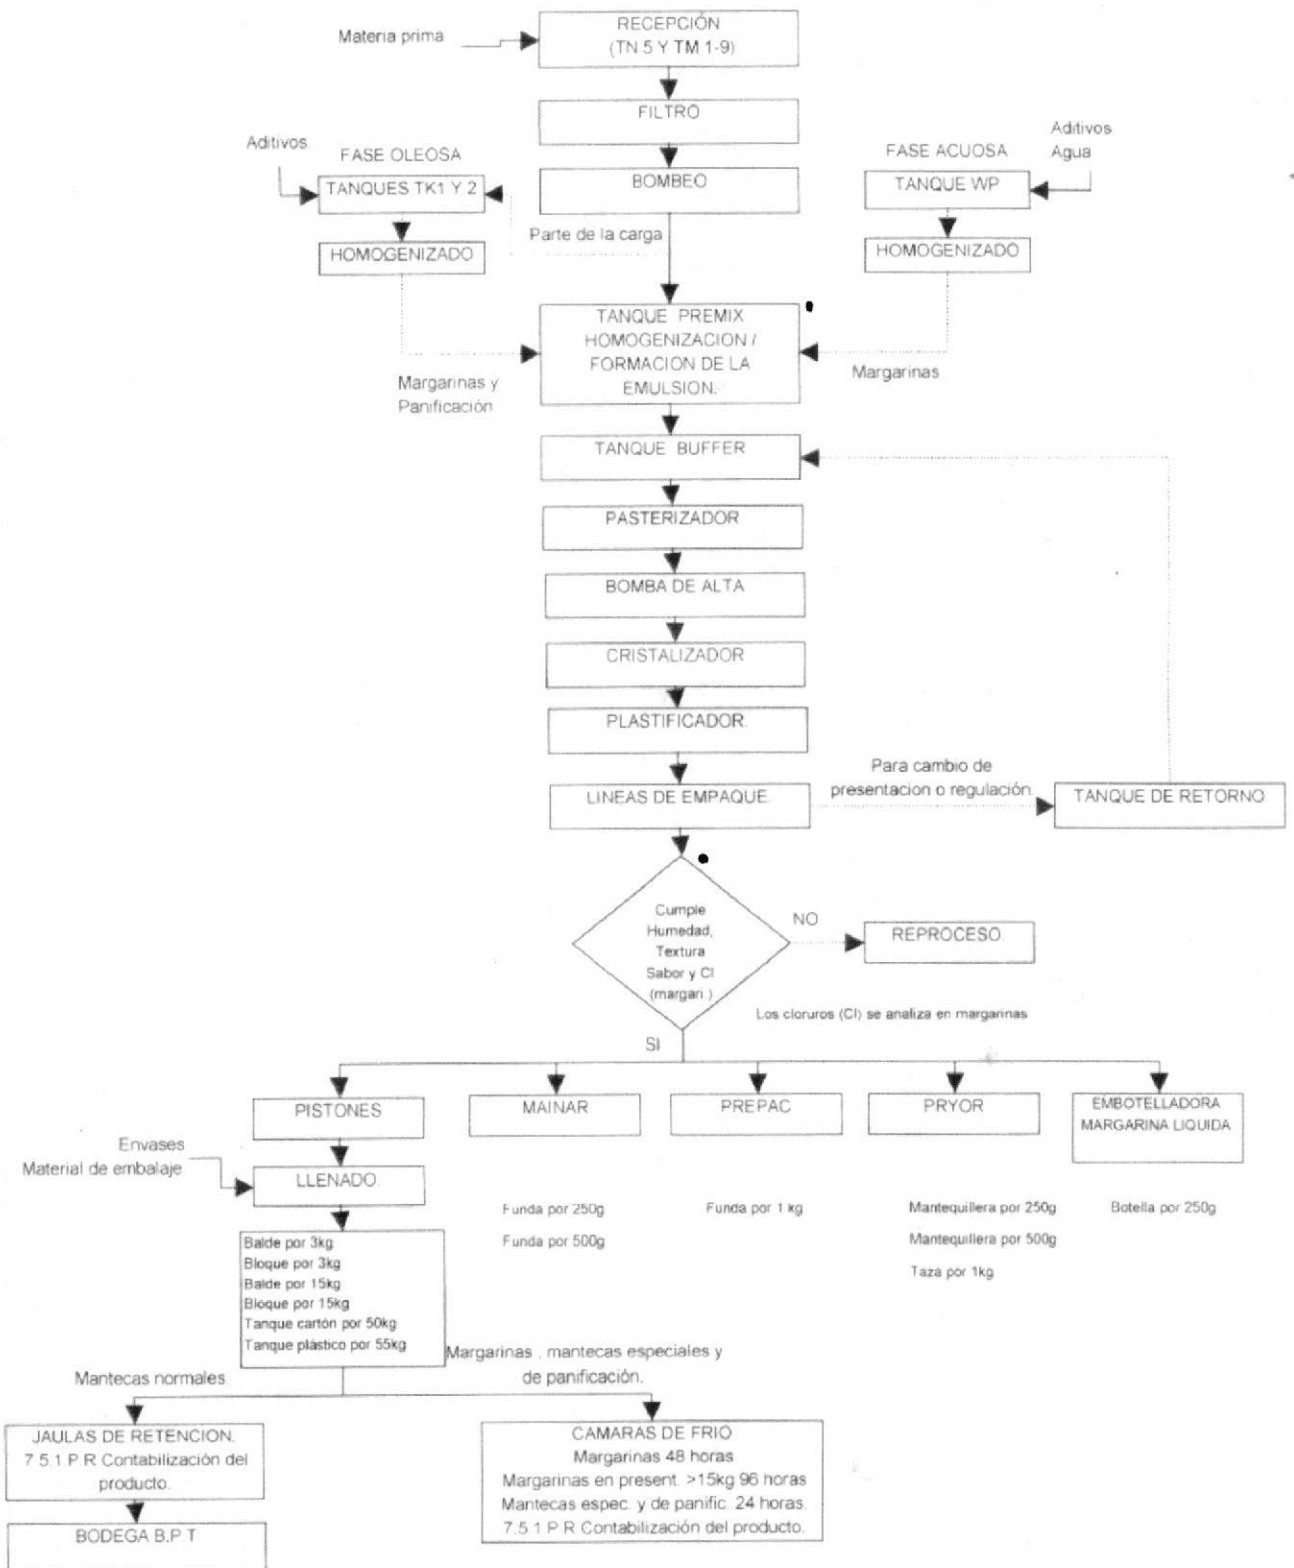 Materia prima
RECEPCIÓN
(TN 5 Y TM 1-9)
FILTRO
BOMBEO
Aditivos
FASE OLEOSA
TANQUES TK1 Y 2
HOMOGENIZADO
Parte de la carga
Aditivos
Agua
FASE ACUOSA
TANQUE WP
HOMOGENIZADO
TANQUE PREMIX
HOMOGENIZACION /
FORMACION DE LA
EMULSION.
Margarinas y
Panificación
Margarinas
TANQUE BUFFER
PASTERIZADOR
BOMBA DE ALTA
CRISTALIZADOR
PLASTIFICADOR.
LINEAS DE EMPAQUE.
Para cambio de
presentacion o regulación.
TANQUE DE RETORNO
Cumple
Humedad,
Textura
Sabor y Cl
(margari.)
NO
REPROCESO.
Los cloruros (Cl) se analiza en margarinas
SI
PISTONES
MAINAR
PREPAC
PRYOR
EMBOTELLADORA
MARGARINA LIQUIDA
Envases
Material de embalaje
LLENADO.
Funda por 250g
Funda por 500g
Funda por 1 kg
Mantequillera por 250g
Mantequillera por 500g
Taza por 1kg
Botella por 250g
Balde por 3kg
Bloque por 3kg
Balde por 15kg
Bloque por 15kg
Tanque cartón por 50kg
Tanque plástico por 55kg
Mantecas normales
Margarinas , mantecas especiales y
de panificación.
JAULAS DE RETENCION.
7 5 1 P R Contabilización del
producto.
BODEGA B.P.T
CAMARAS DE FRIO
Margarinas 48 horas
Margarinas en present. >15kg 96 horas
Mantecas espec. y de panific. 24 horas.
7.5 1 P R Contabilización del producto.